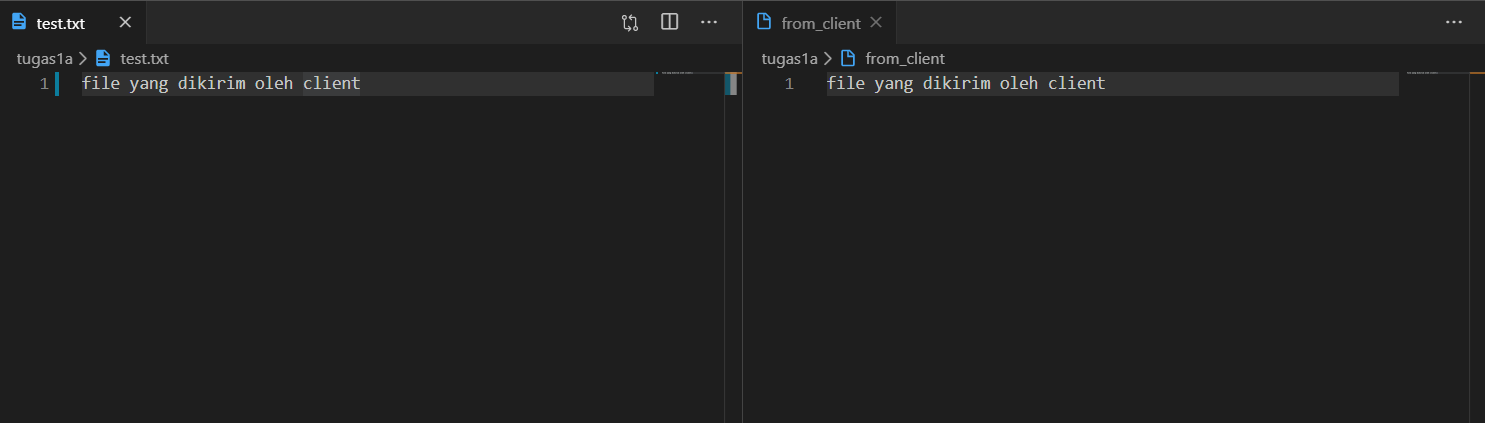 test.txt
tugas1a > test.txt
1 file yang dikirim oleh client
from_client
tugas1a > from_client
1 file yang dikirim oleh client